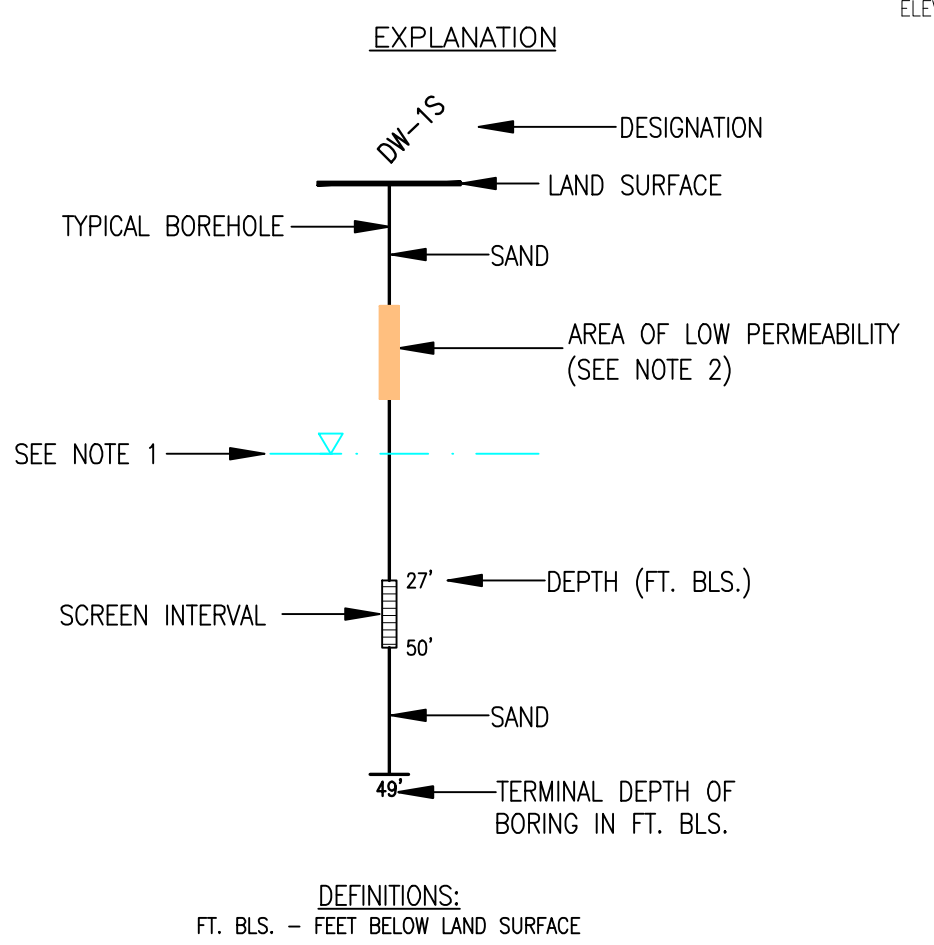 ELEV
EXPLANATION
DW-1S
DESIGNATION
LAND SURFACE
TYPICAL BOREHOLE
SAND
AREA OF LOW PERMEABILITY
(SEE NOTE 2)
SEE NOTE 1
27'
DEPTH (FT. BLS.)
SCREEN INTERVAL
50'
SAND
49'
TERMINAL DEPTH OF
BORING IN FT. BLS.
DEFINITIONS:
FT. BLS. – FEET BELOW LAND SURFACE